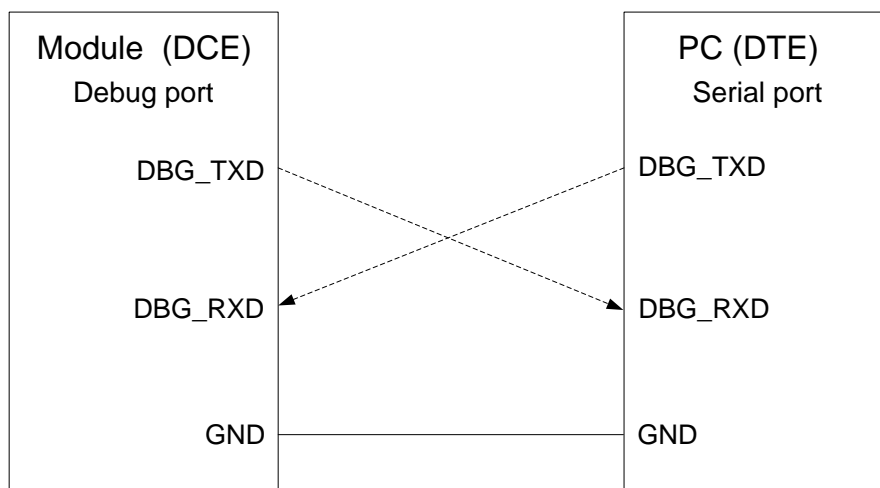 Module  (DCE)
Debug port
DBG_TXD
DBG_RXD
GND
PC (DTE)
Serial port
DBG_TXD
DBG_RXD
GND